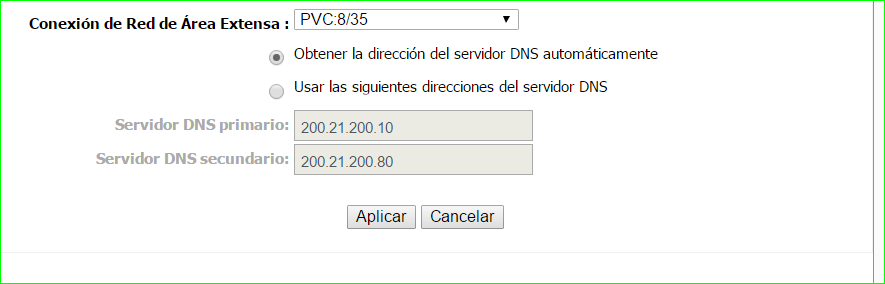 Conexión de Red de Área Extensa : PVC:8/35
Obtener la dirección del servidor DNS automáticamente
Usar las siguientes direcciones del servidor DNS
Servidor DNS primario: 200.21.200.10
Servidor DNS secundario: 200.21.200.80
Aplicar Cancelar